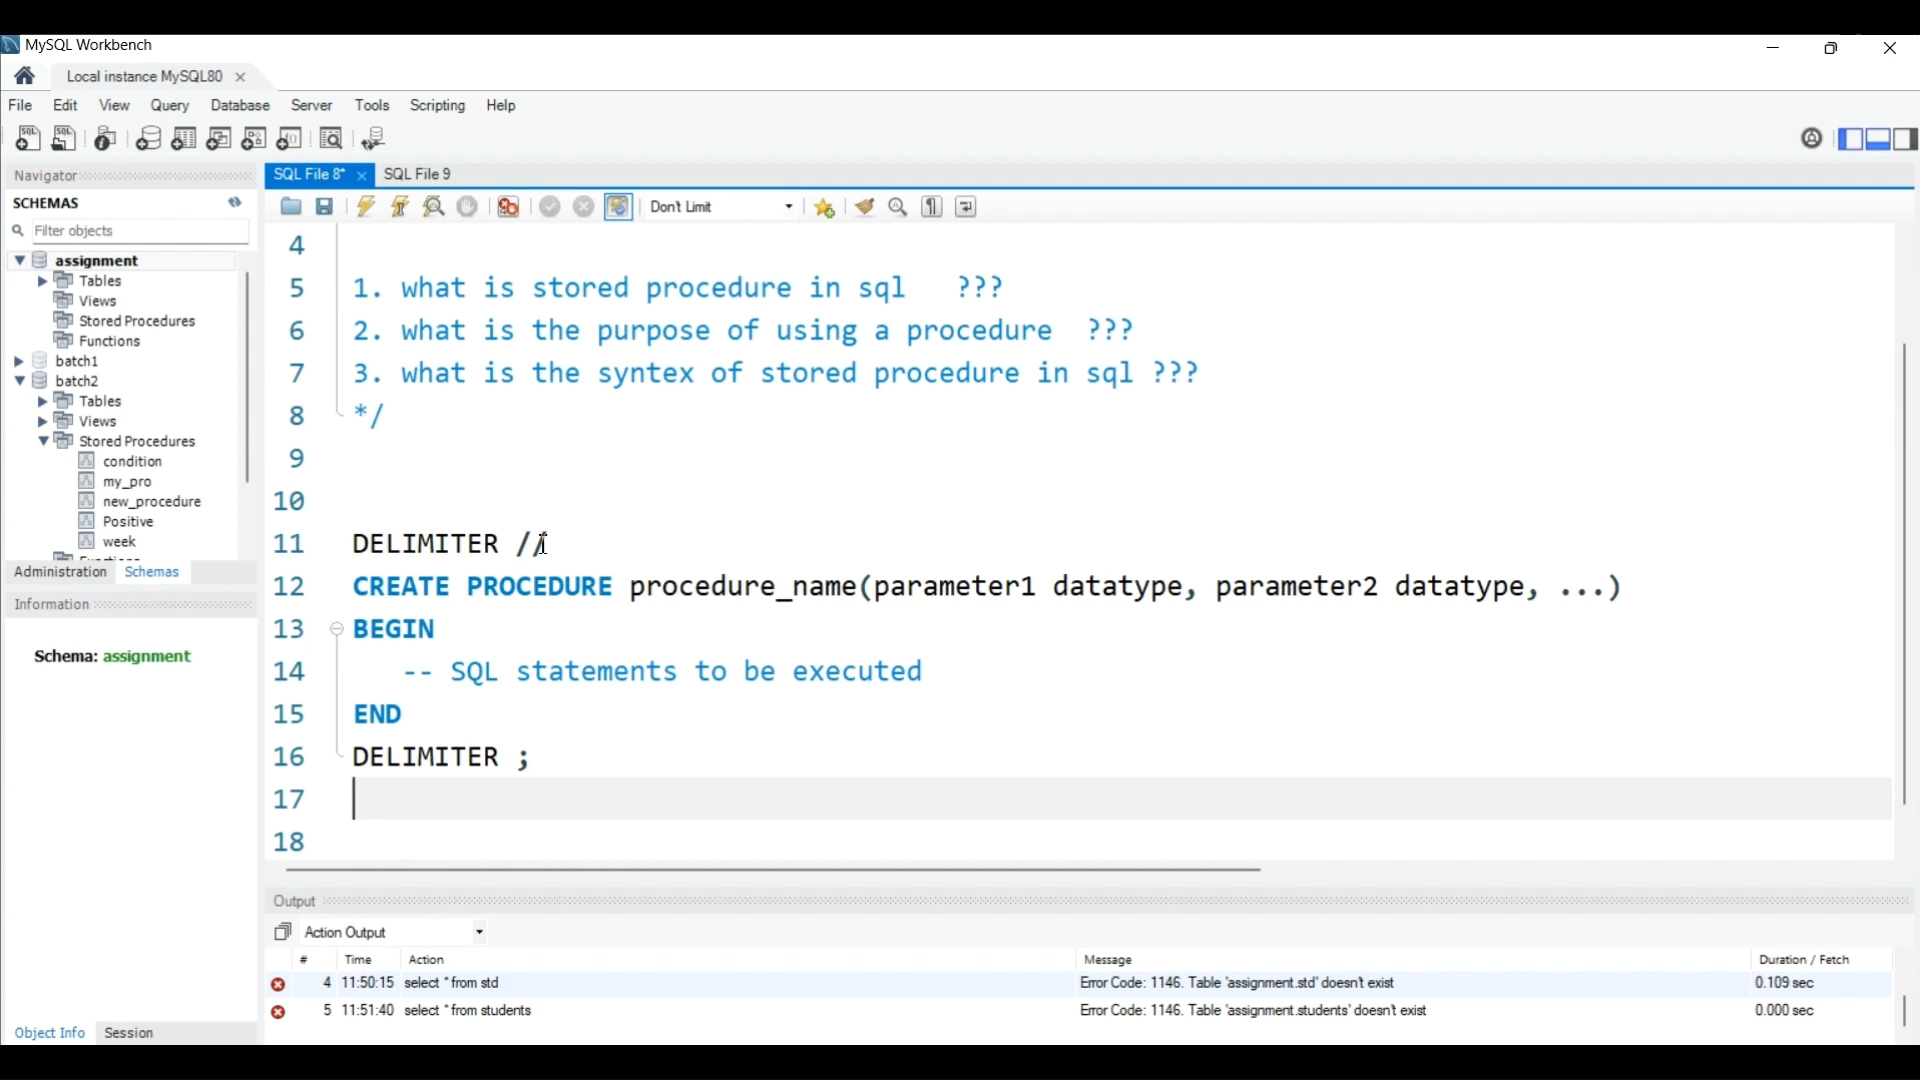 MySQL Workbench
Local instance MySQL80
File Edit View Query Database Server Tools Scripting Help
Navigator
SCHEMAS
Filter objects
assignment
Tables
Views
Stored Procedures
Functions
batch1
batch2
Tables
Views
Stored Procedures
condition
my_pro
new_procedure
Positive
week
Administration Schemas
Information
Schema: assignment
Object Info Session
SQL File 8* SQL File 9
Don't Limit
4
5 1. what is stored procedure in sql ???
6 2. what is the purpose of using a procedure ???
7 3. what is the syntex of stored procedure in sql ???
8 */
9
10
11 DELIMITER //
12 CREATE PROCEDURE procedure_name(parameter1 datatype, parameter2 datatype, ...)
13 BEGIN
14 -- SQL statements to be executed
15 END
16 DELIMITER ;
17
18
Output
Action Output
# Time Action Message Duration / Fetch
4 11:50:15 select * from std Error Code: 1146. Table 'assignment.std' doesn't exist 0.109 sec
5 11:51:40 select * from students Error Code: 1146. Table 'assignment.students' doesn't exist 0.000 sec